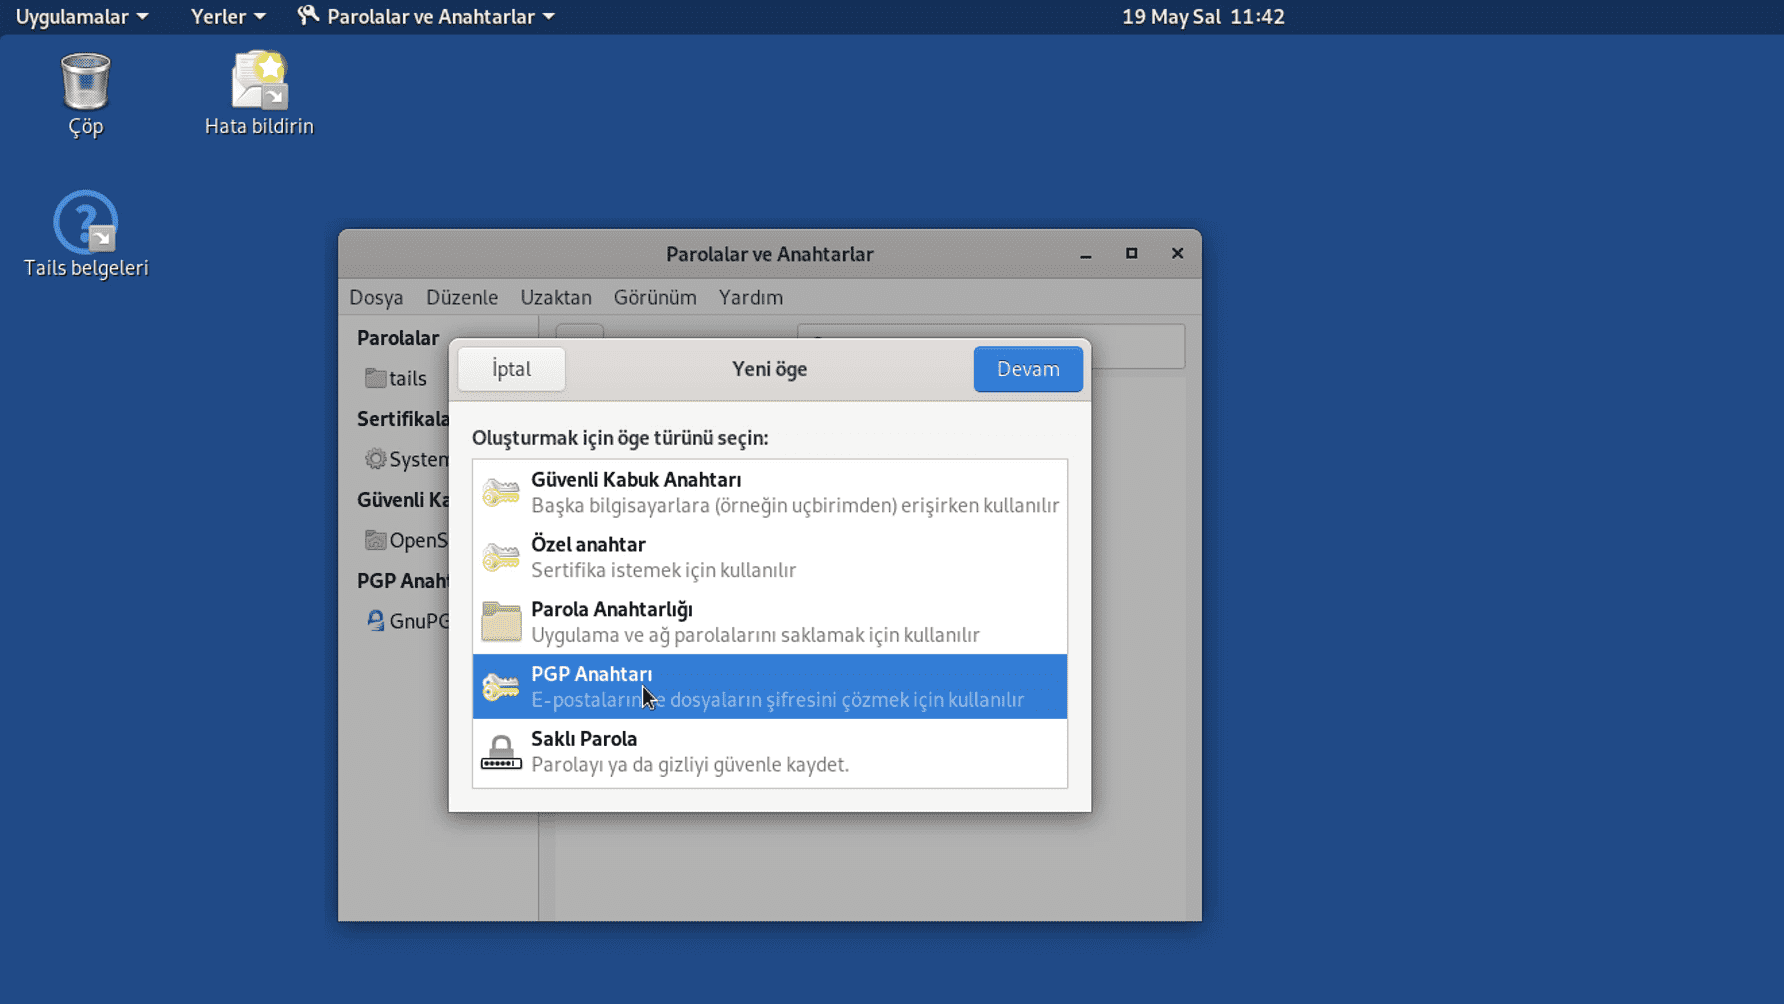 Uygulamalar
Yerler
Parolalar ve Anahtarlar
19 May Sal 11:42
Çöp
Hata bildirin
Tails belgeleri
Parolalar ve Anahtarlar
Dosya
Düzenle
Uzaktan
Görünüm
Yardım
Parolalar
tails
Sertifikala
System
Güvenli Ka
OpenS
PGP Anaht
GnuPG
İptal
Yeni öge
Devam
Oluşturmak için öge türünü seçin:
Güvenli Kabuk Anahtarı
Başka bilgisayarlara (örneğin uçbirimden) erişirken kullanılır
Özel anahtar
Sertifika istemek için kullanılır
Parola Anahtarlığı
Uygulama ve ağ parolalarını saklamak için kullanılır
PGP Anahtarı
E-postaların e dosyaların şifresini çözmek için kullanılır
Saklı Parola
Parolayı ya da gizliyi güvenle kaydet.